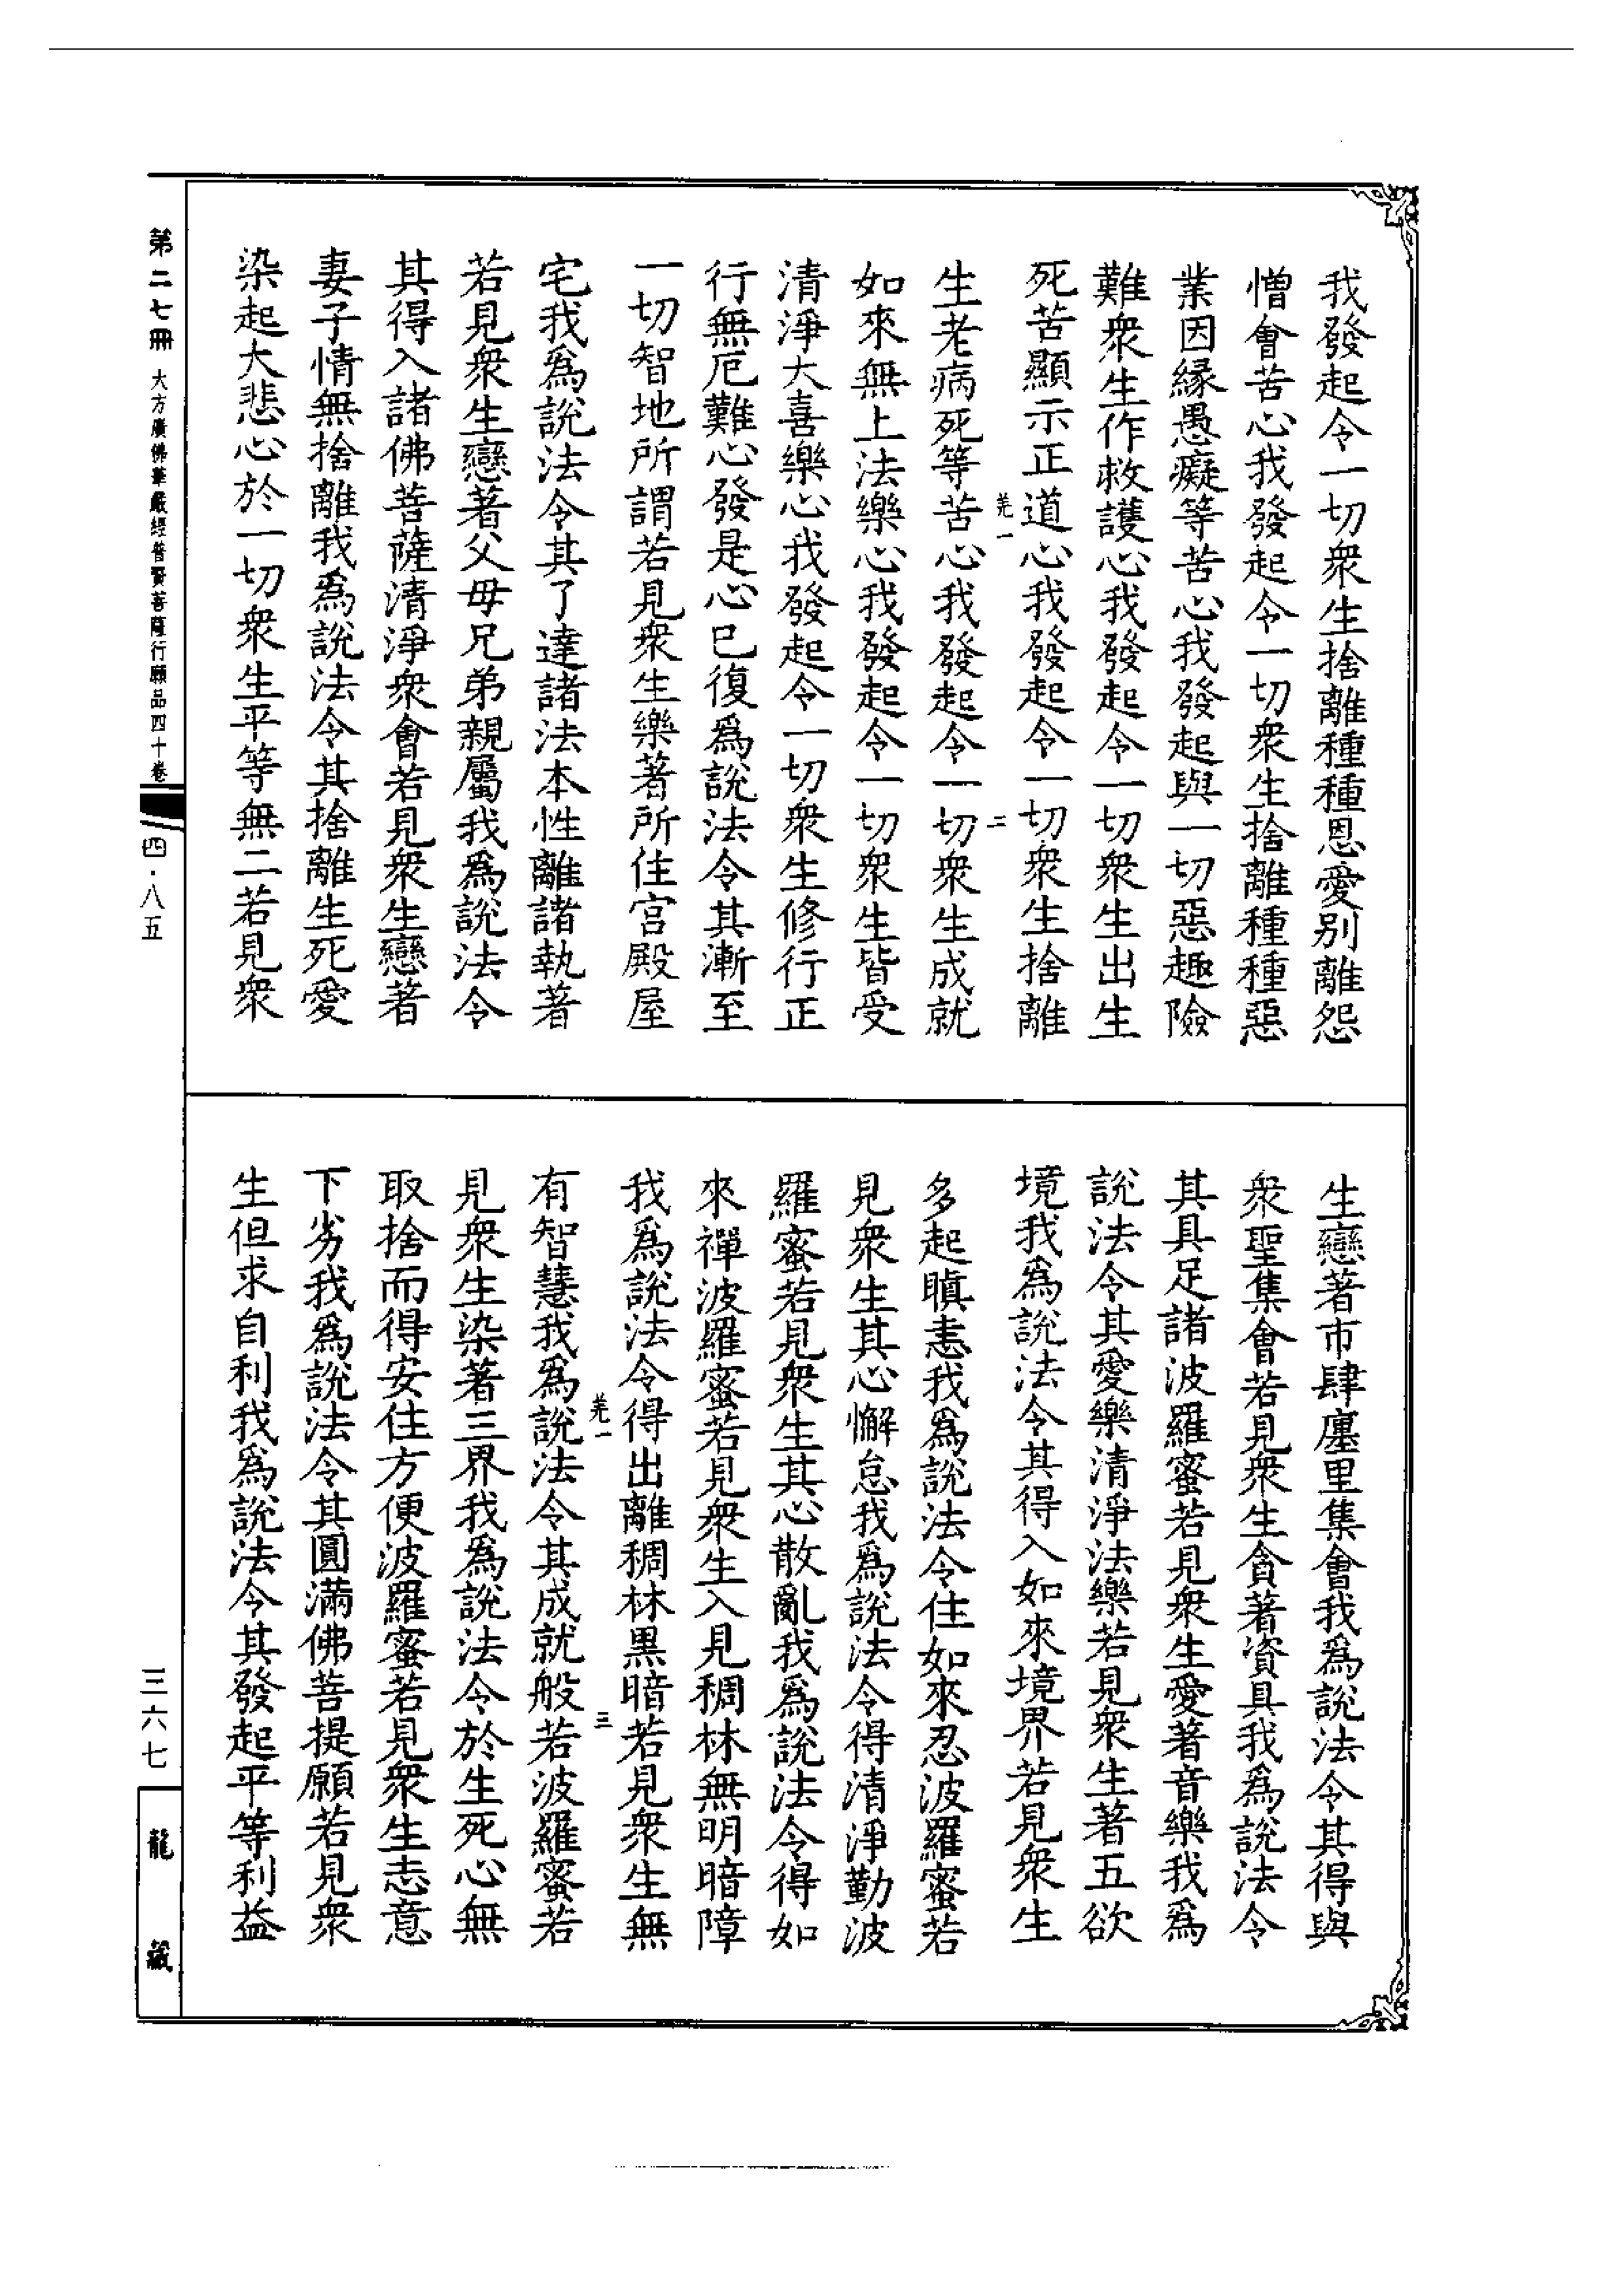 我發起令一切衆生捨離種種恩愛别離怨
憎會苦心我發起令一切衆生捨離種種惡
業因緣愚癡等苦心我發起與一切惡趣險
難衆生作救護心我發起令一切衆生出生
死苦顯示正道心我發起令一切衆生捨離
羌一
二
生老病死等苦心我發起令一切衆生成就
如來無上法樂心我發起令一切衆生皆受
清淨大喜樂心我發起令一切衆生修行正
行無厄難心發是心已復爲說法令其漸至
一切智地所謂若見衆生樂著所住宫殿屋
宅我爲說法令其了達諸法本性離諸執著
若見衆生戀著父母兄弟親屬我爲說法令
其得入諸佛菩薩清淨衆會若見衆生戀著
妻子情無捨離我爲說法令其捨離生死愛
染起大悲心於一切衆生平等無二若見衆
生戀著市肆廛里集會我爲說法令其得與
衆聖集會若見衆生貪著資具我爲說法令
其具足諸波羅蜜若見衆生愛著音樂我爲
說法令其愛樂清淨法樂若見衆生著五欲
境我爲說法令其得入如來境界若見衆生
多起瞋恚我爲說法令住如來忍波羅蜜若
見衆生其心懈怠我爲說法令得清淨勤波
羅蜜若見衆生其心散亂我爲說法令得如
來禪波羅蜜若見衆生入見稠林無明暗障
我爲說法令得出離稠林黑暗若見衆生無
羌一
三
有智慧我爲說法令其成就般若波羅蜜若
見衆生染著三界我爲說法令於生死心無
取捨而得安住方便波羅蜜若見衆生志意
下劣我爲說法令其圓滿佛菩提願若見衆
生但求自利我爲說法令其發起平等利益
第二七冊 大方廣佛華嚴經普賢菩薩行願品四十卷
四·八五
三六七
龍藏